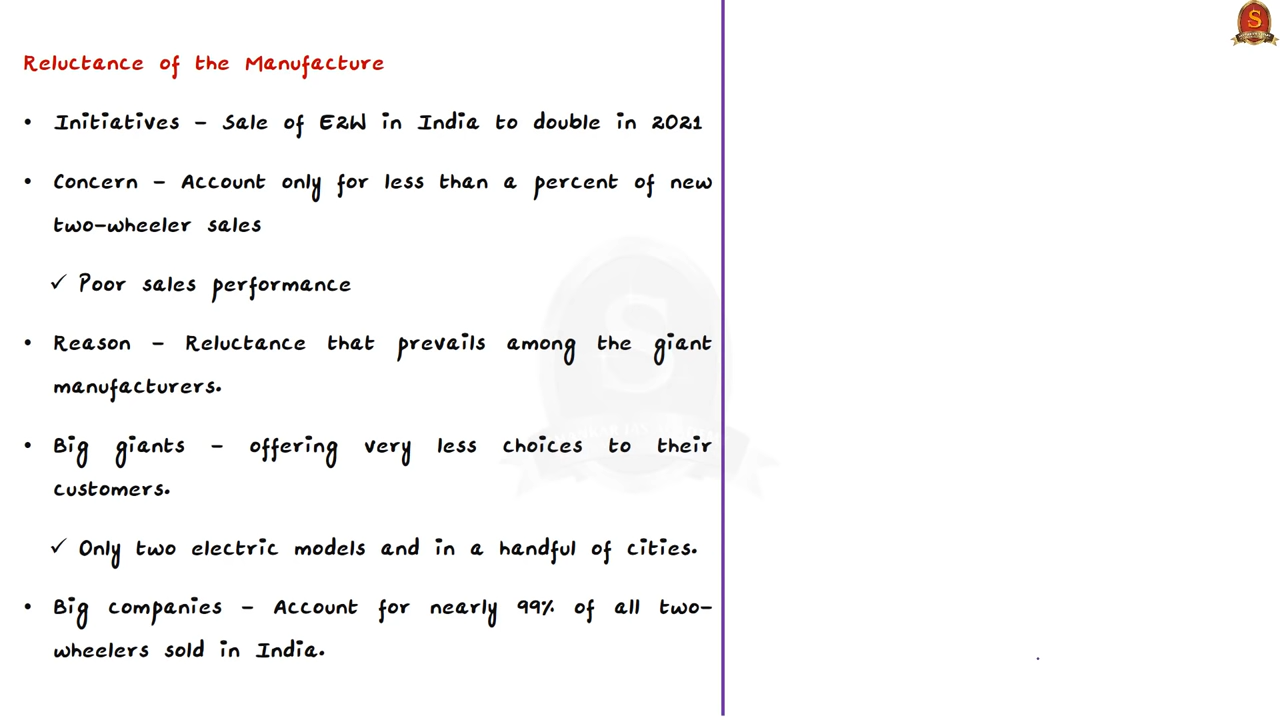 Reluctance of the Manufacture
• Initiatives – Sale of E2W in India to double in 2021
• Concern – Account only for less than a percent of new
two-wheeler sales
✓ Poor sales performance
• Reason – Reluctance that prevails among the giant
manufacturers.
• Big giants – offering very less choices to their
customers.
✓ Only two electric models and in a handful of cities.
• Big companies – Account for nearly 99% of all two-
wheelers sold in India.